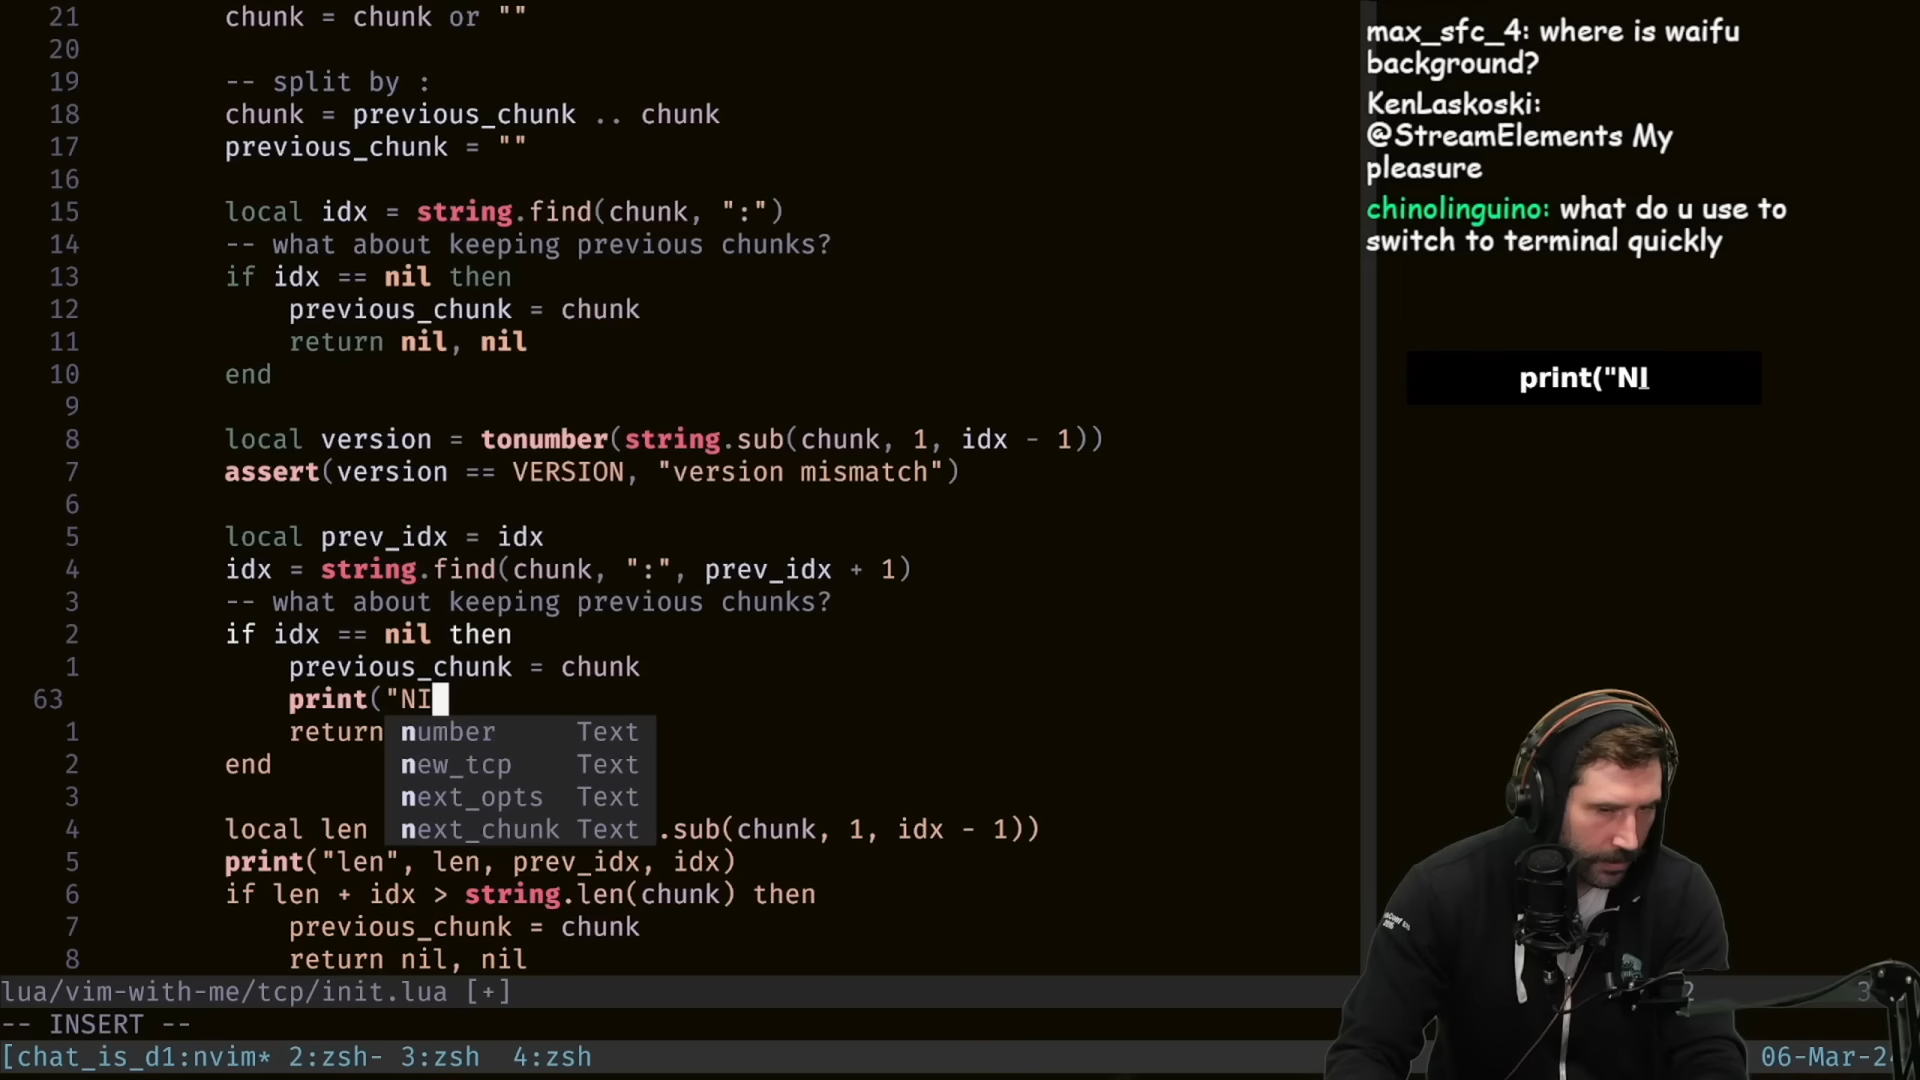 21 chunk = chunk or ""
20
19 -- split by :
18 chunk = previous_chunk .. chunk
17 previous_chunk = ""
16
15 local idx = string.find(chunk, ":")
14 -- what about keeping previous chunks?
13 if idx == nil then
12 previous_chunk = chunk
11 return nil, nil
10 end
9
8 local version = tonumber(string.sub(chunk, 1, idx - 1))
7 assert(version == VERSION, "version mismatch")
6
5 local prev_idx = idx
4 idx = string.find(chunk, ":", prev_idx + 1)
3 -- what about keeping previous chunks?
2 if idx == nil then
1 previous_chunk = chunk
63 print("NI
1 return number Text
2 end new_tcp Text
3 next_opts Text
4 local len next_chunk Text .sub(chunk, 1, idx - 1))
5 print("len", len, prev_idx, idx)
6 if len + idx > string.len(chunk) then
7 previous_chunk = chunk
8 return nil, nil
lua/vim-with-me/tcp/init.lua [+] 2 3
-- INSERT --
[chat_is_d1:nvim* 2:zsh- 3:zsh 4:zsh 06-Mar-2
max_sfc_4: where is waifu
background?
KenLaskoski:
@StreamElements My
pleasure
chinolinguino: what do u use to
switch to terminal quickly
print("NI